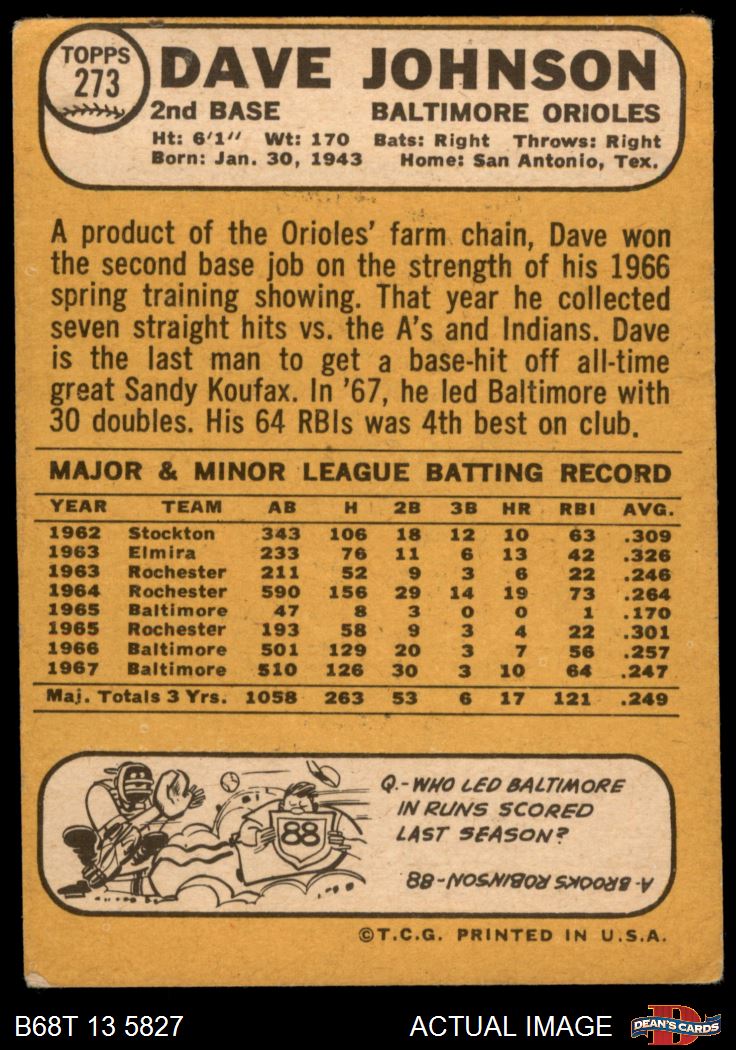 TOPPS
273
DAVE JOHNSON
2nd BASE BALTIMORE ORIOLES
Ht: 6'1" Wt: 170 Bats: Right Throws: Right
Born: Jan. 30, 1943 Home: San Antonio, Tex.
A product of the Orioles' farm chain, Dave won
the second base job on the strength of his 1966
spring training showing. That year he collected
seven straight hits vs. the A's and Indians. Dave
is the last man to get a base-hit off all-time
great Sandy Koufax. In '67, he led Baltimore with
30 doubles. His 64 RBIs was 4th best on club.
MAJOR & MINOR LEAGUE BATTING RECORD
YEAR TEAM AB H 2B 3B HR RBI AVG.
1962 Stockton 343 106 18 12 10 63 .309
1963 Elmira 233 76 11 6 13 42 .326
1963 Rochester 211 52 9 3 6 22 .246
1964 Rochester 590 156 29 14 19 73 .264
1965 Baltimore 47 8 3 0 0 1 .170
1965 Rochester 193 58 9 3 4 22 .301
1966 Baltimore 501 129 20 3 7 56 .257
1967 Baltimore 510 126 30 3 10 64 .247
Maj. Totals 3 Yrs. 1058 263 53 6 17 121 .249
88
Q.-WHO LED BALTIMORE
IN RUNS SCORED
LAST SEASON?
A-BROOKS ROBINSON-88
©T.C.G. PRINTED IN U.S.A.
B68T 13 5827 ACTUAL IMAGE DEAN'S CARDS